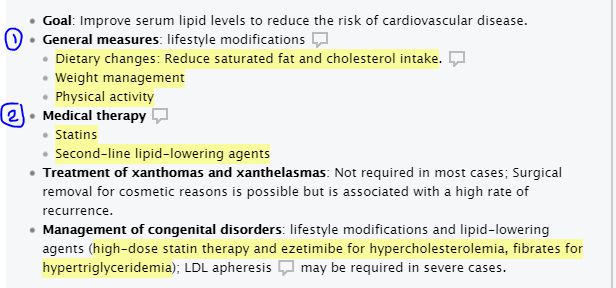 • Goal: Improve serum lipid levels to reduce the risk of cardiovascular disease.
1 • General measures: lifestyle modifications
• Dietary changes: Reduce saturated fat and cholesterol intake.
• Weight management
• Physical activity
2 • Medical therapy
• Statins
• Second-line lipid-lowering agents
• Treatment of xanthomas and xanthelasmas: Not required in most cases; Surgical
removal for cosmetic reasons is possible but is associated with a high rate of
recurrence.
• Management of congenital disorders: lifestyle modifications and lipid-lowering
agents (high-dose statin therapy and ezetimibe for hypercholesterolemia, fibrates for
hypertriglyceridemia); LDL apheresis may be required in severe cases.